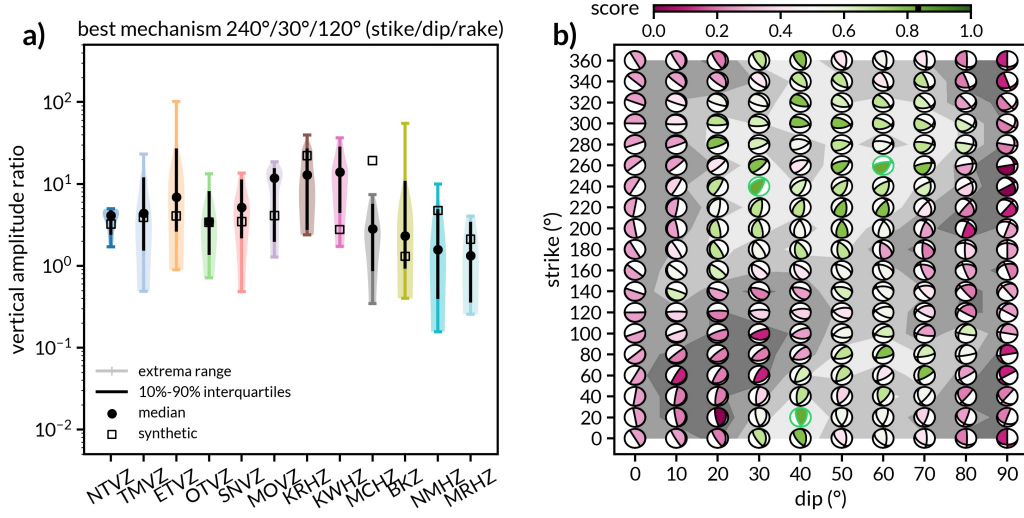 a)
best mechanism 240°/30°/120° (stike/dip/rake)
vertical amplitude ratio
10²
10¹
10⁰
10⁻¹
10⁻²
extrema range
10%-90% interquartiles
median
synthetic
NTVZ
TMVZ
ETVZ
OTVZ
SNVZ
MOVZ
KRHZ
KWHZ
MCHZ
BKZ
NMHZ
MRHZ
b)
score
0.0 0.2 0.4 0.6 0.8 1.0
strike (°)
360
340
320
300
280
260
240
220
200
180
160
140
120
100
80
60
40
20
0
0 10 20 30 40 50 60 70 80 90
dip (°)